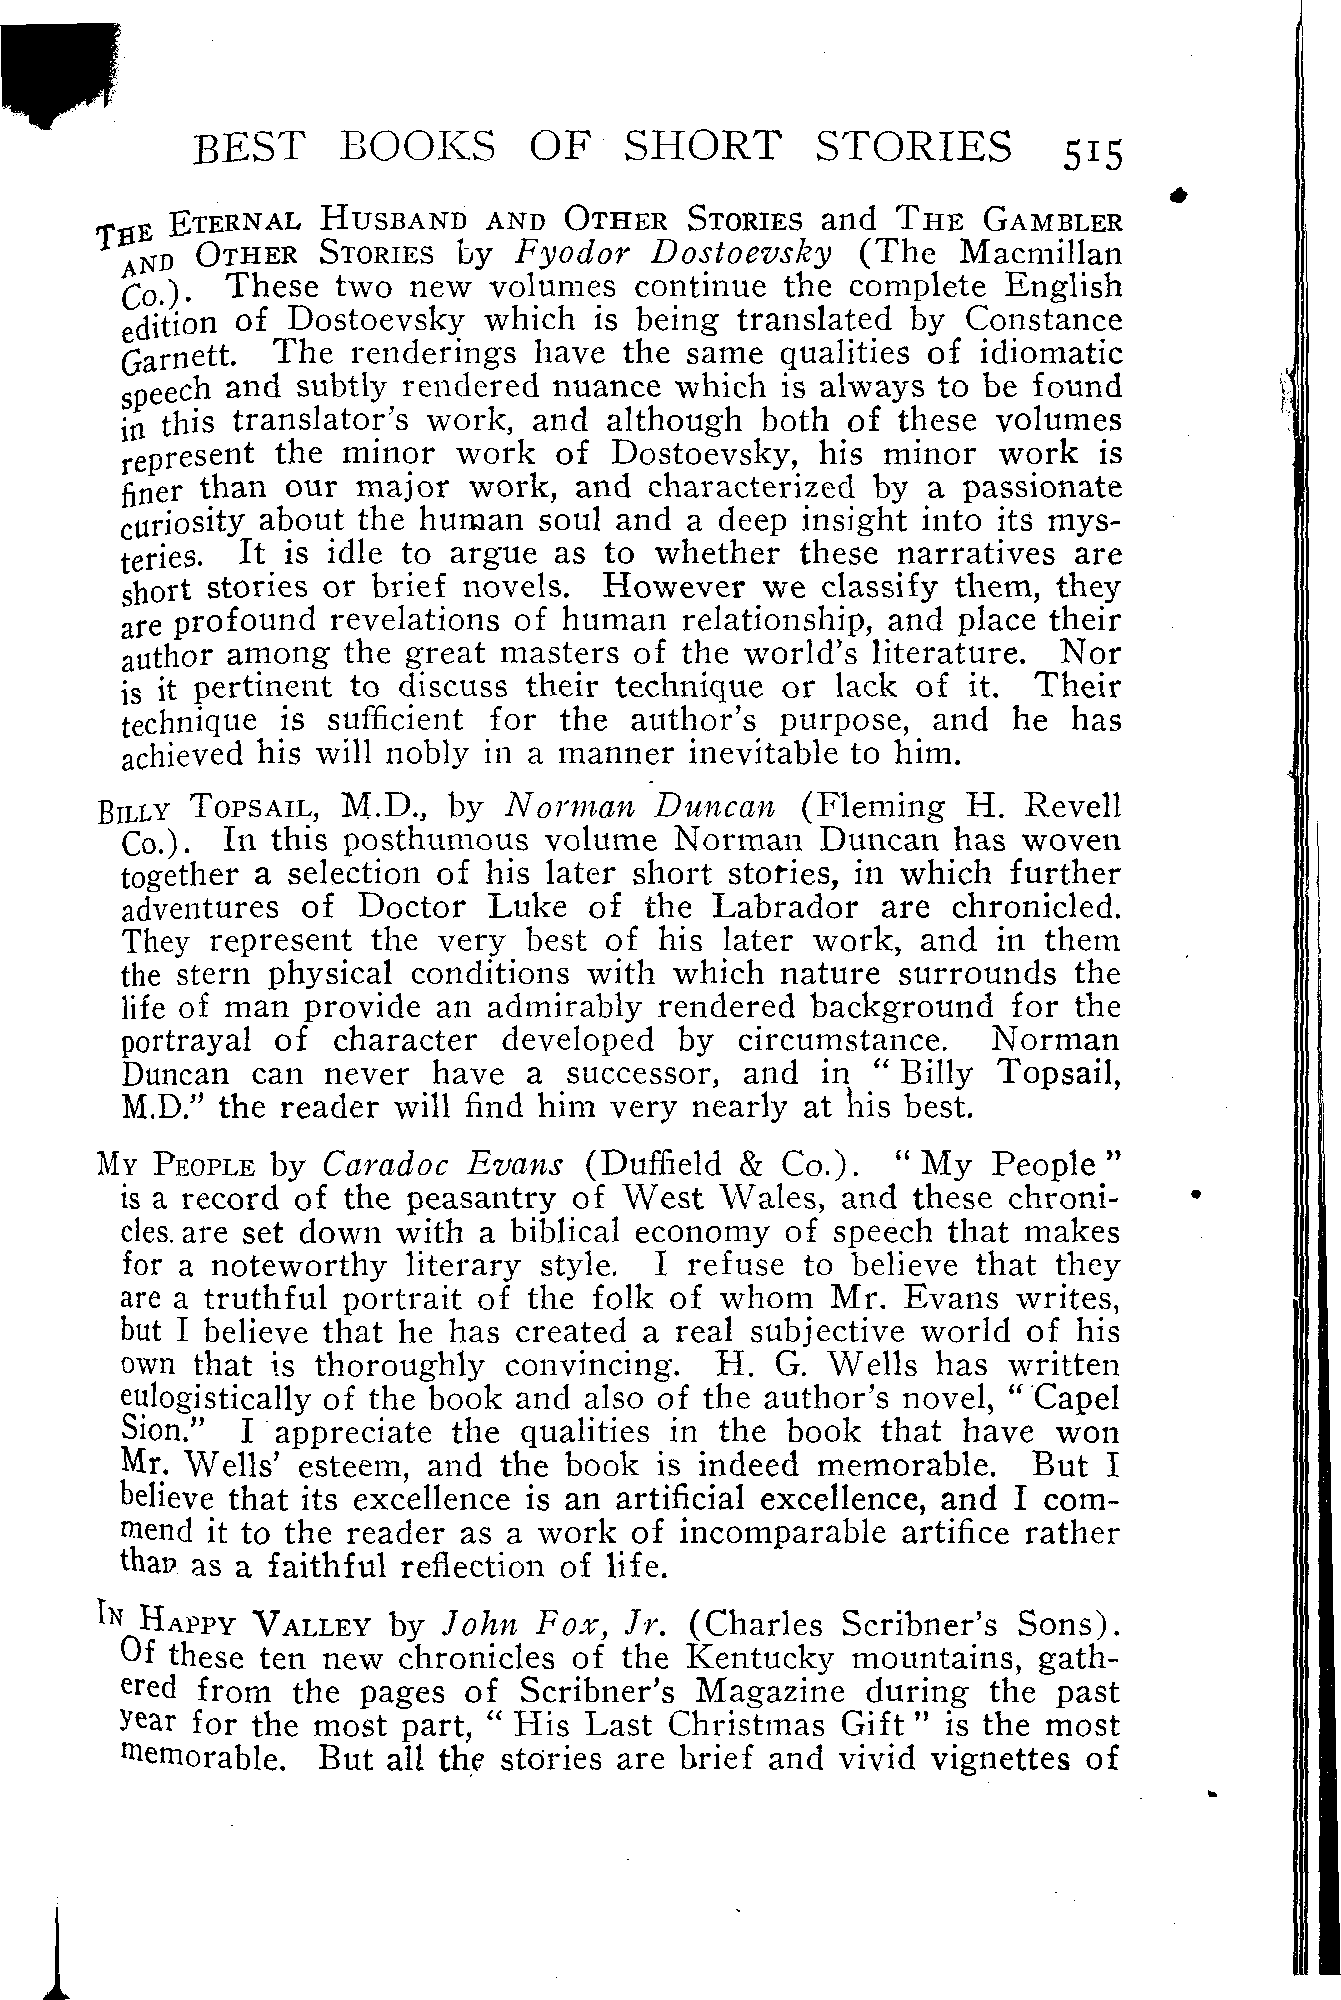 BEST BOOKS OF SHORT STORIES 515
THE ETERNAL HUSBAND AND OTHER STORIES and THE GAMBLER
AND OTHER STORIES by Fyodor Dostoevsky (The Macmillan
Co.). These two new volumes continue the complete English
edition of Dostoevsky which is being translated by Constance
Garnett. The renderings have the same qualities of idiomatic
speech and subtly rendered nuance which is always to be found
in this translator's work, and although both of these volumes
represent the minor work of Dostoevsky, his minor work is
finer than our major work, and characterized by a passionate
curiosity about the human soul and a deep insight into its mys-
teries. It is idle to argue as to whether these narratives are
short stories or brief novels. However we classify them, they
are profound revelations of human relationship, and place their
author among the great masters of the world's literature. Nor
is it pertinent to discuss their technique or lack of it. Their
technique is sufficient for the author's purpose, and he has
achieved his will nobly in a manner inevitable to him.
BILLY TOPSAIL, M.D., by Norman Duncan (Fleming H. Revell
Co.). In this posthumous volume Norman Duncan has woven
together a selection of his later short stories, in which further
adventures of Doctor Luke of the Labrador are chronicled.
They represent the very best of his later work, and in them
the stern physical conditions with which nature surrounds the
life of man provide an admirably rendered background for the
portrayal of character developed by circumstance. Norman
Duncan can never have a successor, and in "Billy Topsail,
M.D." the reader will find him very nearly at his best.
MY PEOPLE by Caradoc Evans (Duffield & Co.). "My People"
is a record of the peasantry of West Wales, and these chroni-
cles are set down with a biblical economy of speech that makes
for a noteworthy literary style. I refuse to believe that they
are a truthful portrait of the folk of whom Mr. Evans writes,
but I believe that he has created a real subjective world of his
own that is thoroughly convincing. H. G. Wells has written
eulogistically of the book and also of the author's novel, "Capel
Sion." I appreciate the qualities in the book that have won
Mr. Wells' esteem, and the book is indeed memorable. But I
believe that its excellence is an artificial excellence, and I com-
mend it to the reader as a work of incomparable artifice rather
than as a faithful reflection of life.
IN HAPPY VALLEY by John Fox, Jr. (Charles Scribner's Sons).
Of these ten new chronicles of the Kentucky mountains, gath-
ered from the pages of Scribner's Magazine during the past
year for the most part, "His Last Christmas Gift" is the most
memorable. But all the stories are brief and vivid vignettes of